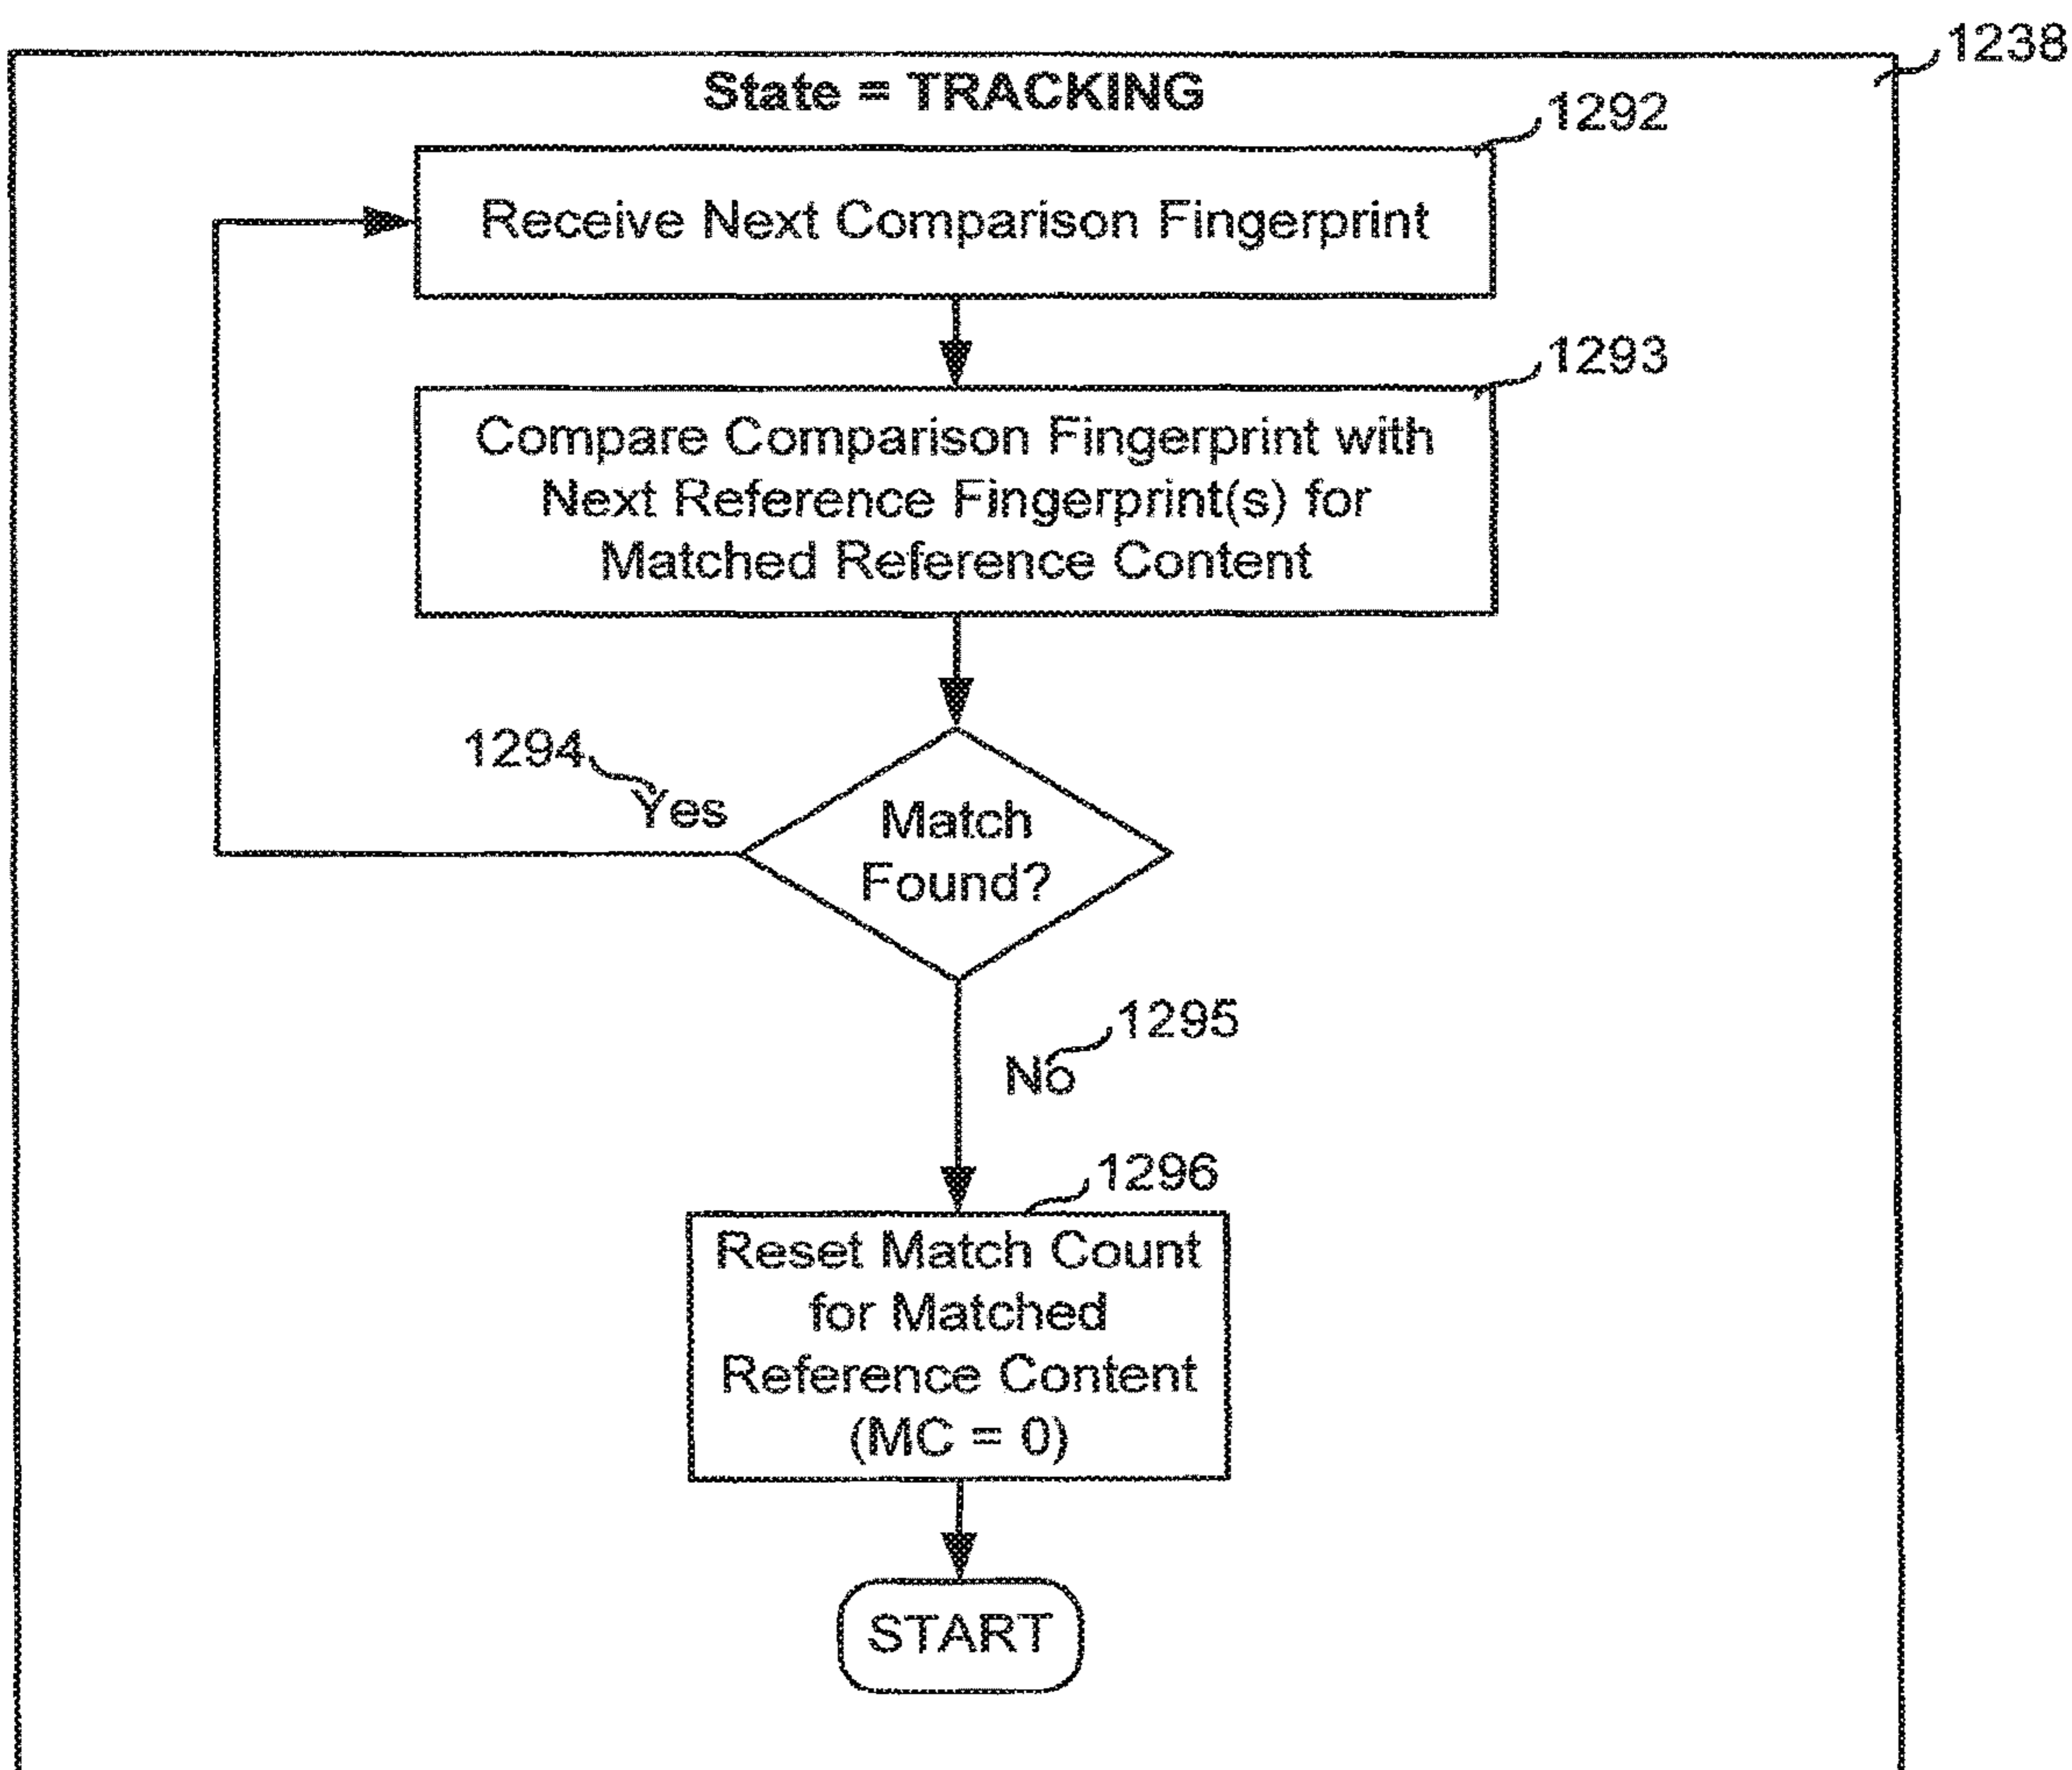 1238
State = TRACKING
1292
Receive Next Comparison Fingerprint
1293
Compare Comparison Fingerprint with
Next Reference Fingerprint(s) for
Matched Reference Content
1294
Yes
Match
Found?
1295
No
1296
Reset Match Count
for Matched
Reference Content
(MC = 0)
START